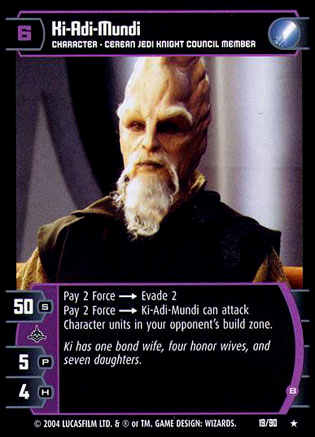 6
Ki-Adi-Mundi
CHARACTER - CEREAN JEDI KNIGHT COUNCIL MEMBER
50 S
Pay 2 Force → Evade 2
Pay 2 Force → Ki-Adi-Mundi can attack
Character units in your opponent's build zone.
5 P
Ki has one bond wife, four honor wives, and
seven daughters.
4 H
B
© 2004 LUCASFILM LTD. & ® or TM. GAME DESIGN: WIZARDS. 19/90 ★